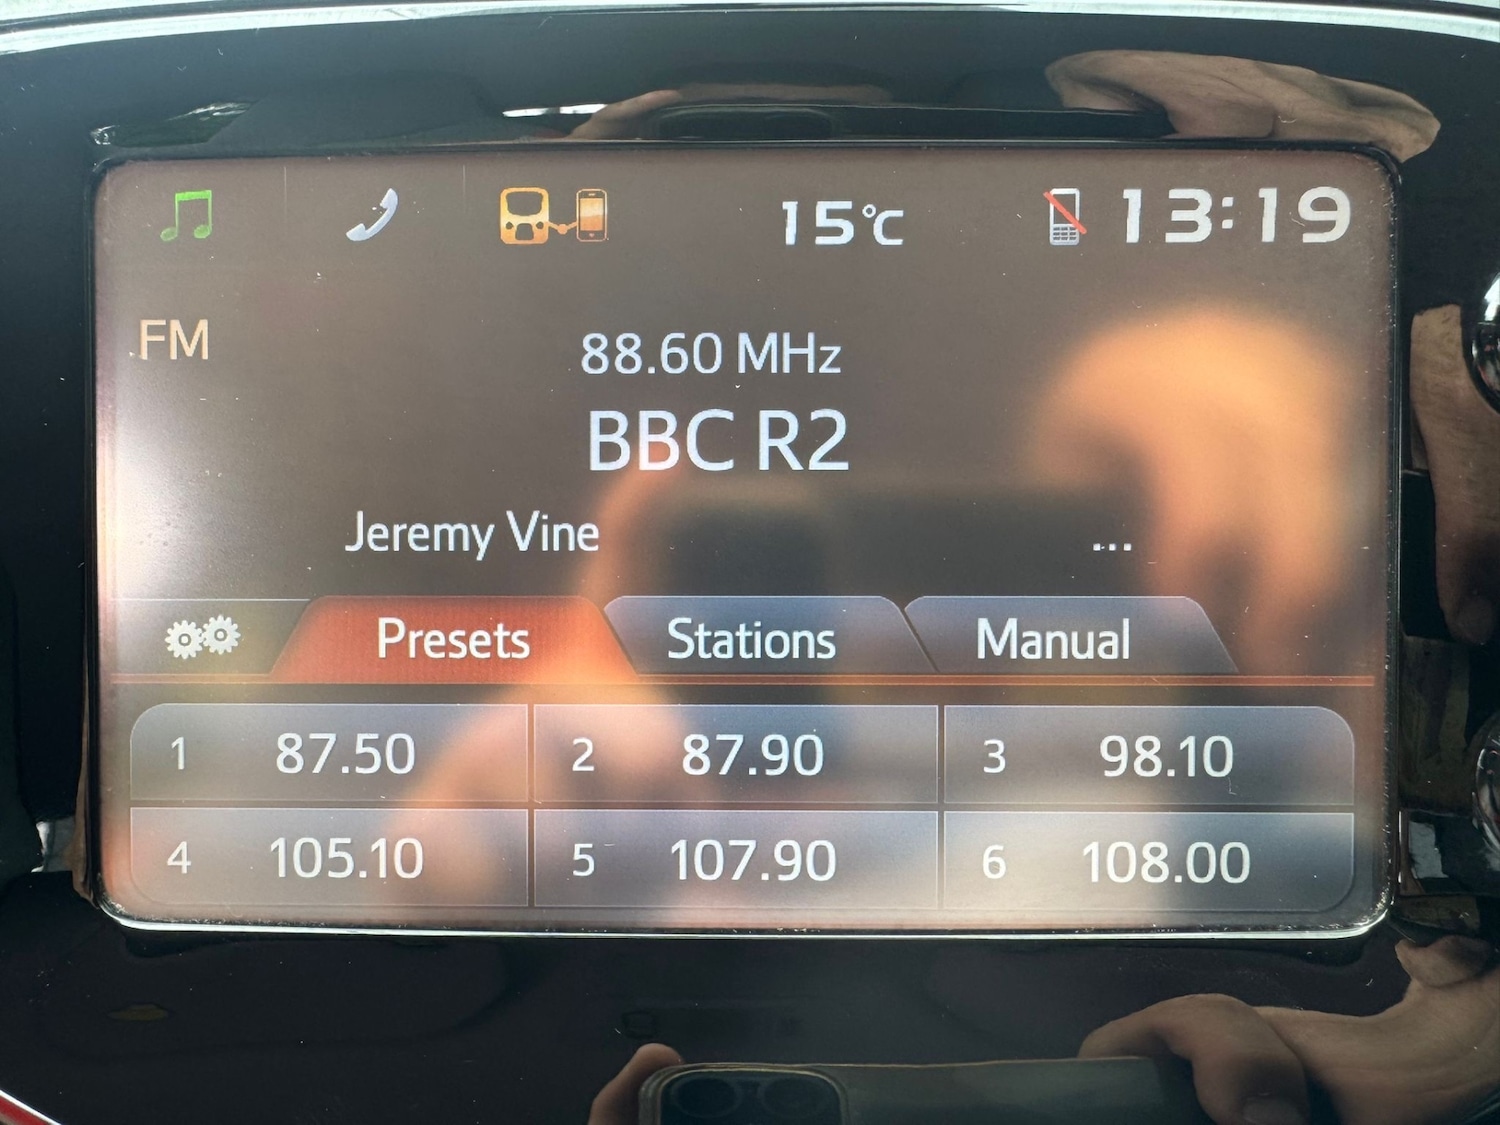 15°C 13:19
FM
88.60 MHz
BBC R2
Jeremy Vine ...
Presets Stations Manual
1 87.50 2 87.90 3 98.10
4 105.10 5 107.90 6 108.00